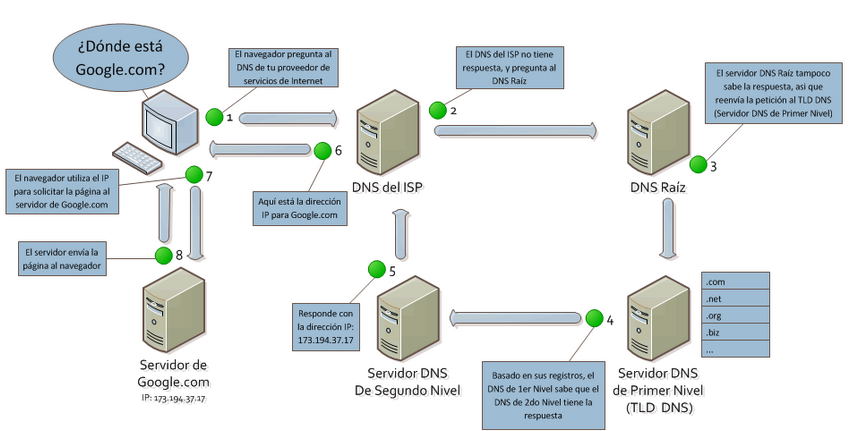 ¿Dónde está
Google.com?
El navegador pregunta al
DNS de tu proveedor de
servicios de Internet
1
El DNS del ISP no tiene
respuesta, y pregunta al
DNS Raíz
2
El servidor DNS Raíz tampoco
sabe la respuesta, asi que
reenvía la petición al TLD DNS
(Servidor DNS de Primer Nivel)
3
6
Aquí está la dirección
IP para Google.com
DNS del ISP
DNS Raíz
7
El navegador utiliza el IP
para solicitar la página al
servidor de Google.com
8
El servidor envía la
página al navegador
5
Responde con
la dirección IP:
173.194.37.17
4
Basado en sus registros, el
DNS de 1er Nivel sabe que el
DNS de 2do Nivel tiene la
respuesta
.com
.net
.org
.biz
...
Servidor de
Google.com
IP: 173.194.37.17
Servidor DNS
De Segundo Nivel
Servidor DNS
de Primer Nivel
(TLD DNS)